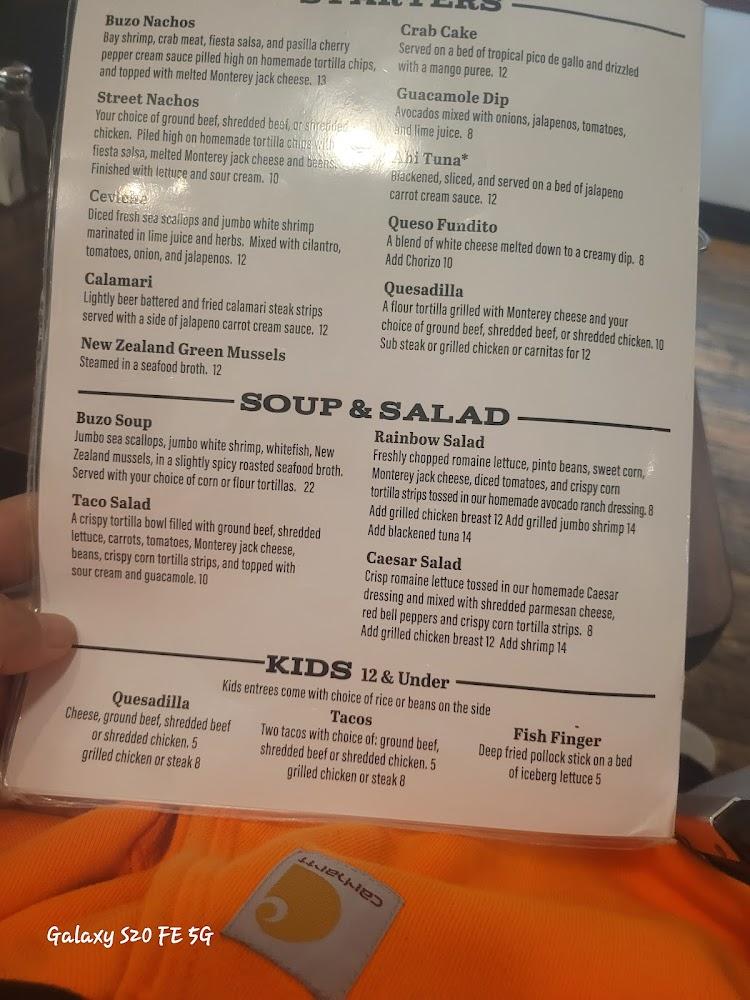 STARTERS
Buzo Nachos
Bay shrimp, crab meat, fiesta salsa, and pasilla cherry
pepper cream sauce pilled high on homemade tortilla chips,
and topped with melted Monterey jack cheese. 13
Street Nachos
Your choice of ground beef, shredded beef, or shredded
chicken. Piled high on homemade tortilla chips with
fiesta salsa, melted Monterey jack cheese and beans.
Finished with lettuce and sour cream. 10
Ceviche
Diced fresh sea scallops and jumbo white shrimp
marinated in lime juice and herbs. Mixed with cilantro,
tomatoes, onion, and jalapenos. 12
Calamari
Lightly beer battered and fried calamari steak strips
served with a side of jalapeno carrot cream sauce. 12
New Zealand Green Mussels
Steamed in a seafood broth. 12
Crab Cake
Served on a bed of tropical pico de gallo and drizzled
with a mango puree. 12
Guacamole Dip
Avocados mixed with onions, jalapenos, tomatoes,
and lime juice. 8
Ahi Tuna*
Blackened, sliced, and served on a bed of jalapeno
carrot cream sauce. 12
Queso Fundito
A blend of white cheese melted down to a creamy dip. 8
Add Chorizo 10
Quesadilla
A flour tortilla grilled with Monterey cheese and your
choice of ground beef, shredded beef, or shredded chicken. 10
Sub steak or grilled chicken or carnitas for 12
SOUP & SALAD
Buzo Soup
Jumbo sea scallops, jumbo white shrimp, whitefish, New
Zealand mussels, in a slightly spicy roasted seafood broth.
Served with your choice of corn or flour tortillas. 22
Taco Salad
A crispy tortilla bowl filled with ground beef, shredded
lettuce, carrots, tomatoes, Monterey jack cheese,
beans, crispy corn tortilla strips, and topped with
sour cream and guacamole. 10
Rainbow Salad
Freshly chopped romaine lettuce, pinto beans, sweet corn,
Monterey jack cheese, diced tomatoes, and crispy corn
tortilla strips tossed in our homemade avocado ranch dressing. 8
Add grilled chicken breast 12 Add grilled jumbo shrimp 14
Add blackened tuna 14
Caesar Salad
Crisp romaine lettuce tossed in our homemade Caesar
dressing and mixed with shredded parmesan cheese,
red bell peppers and crispy corn tortilla strips. 8
Add grilled chicken breast 12 Add shrimp 14
KIDS 12 & Under
Kids entrees come with choice of rice or beans on the side
Quesadilla
Cheese, ground beef, shredded beef
or shredded chicken. 5
grilled chicken or steak 8
Tacos
Two tacos with choice of: ground beef,
shredded beef or shredded chicken. 5
grilled chicken or steak 8
Fish Finger
Deep fried pollock stick on a bed
of iceberg lettuce 5
carhartt
Galaxy S20 FE 5G